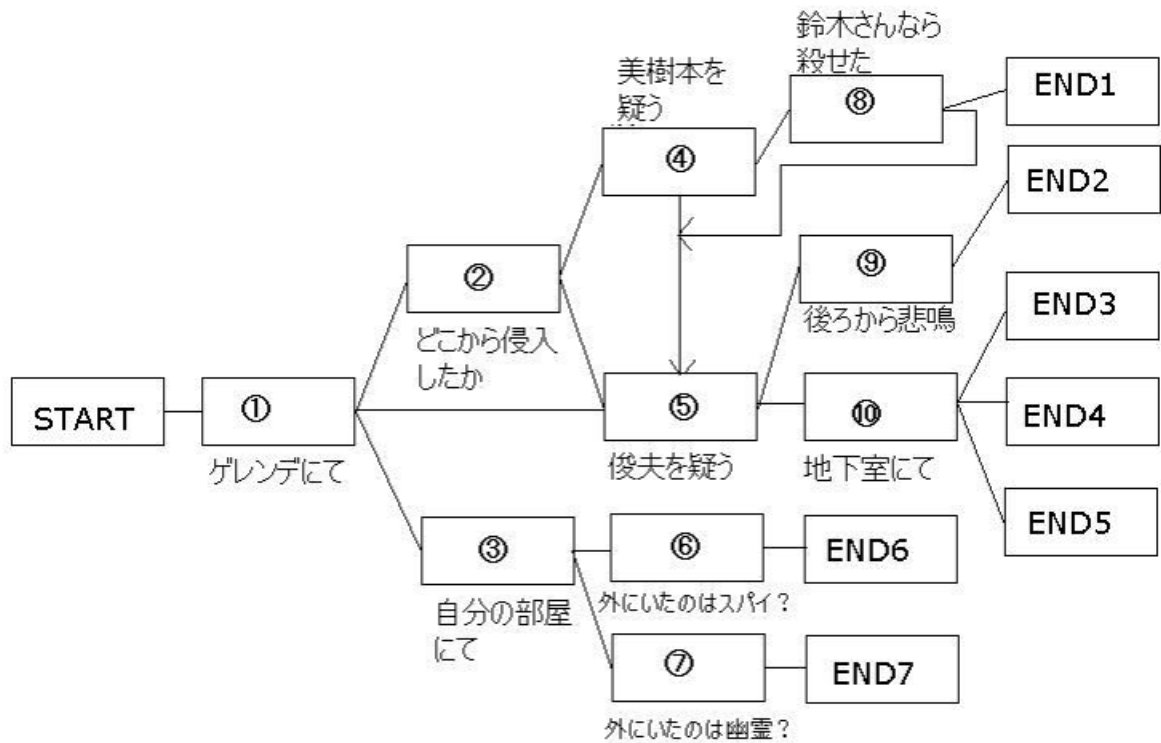 鈴木さんなら
殺せた
美樹本を
疑う
⑧
END1
④
END2
②
⑨
どこから侵入
したか
後ろから悲鳴
END3
START
①
⑤
⑩
END4
ゲレンデにて
俊夫を疑う
地下室にて
③
⑥
END6
END5
自分の部屋
にて
外にいたのはスパイ?
⑦
END7
外にいたのは幽霊?